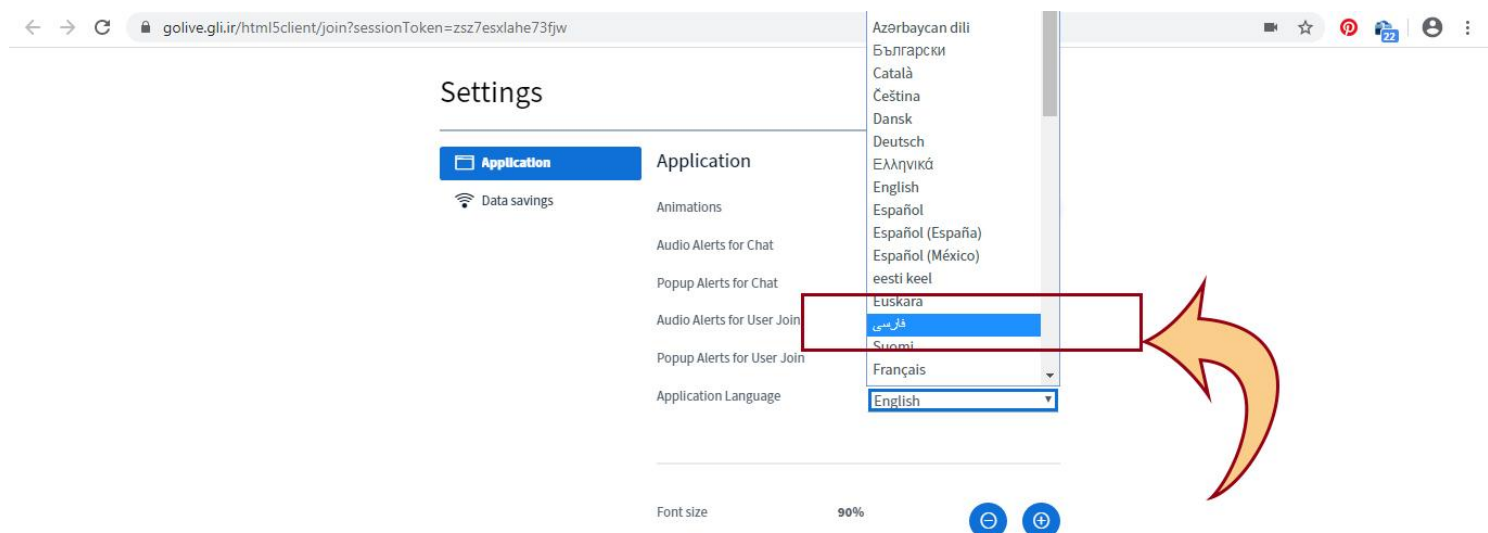 golive.gli.ir/html5client/join?sessionToken=zsz7esxlahe73fjw
22
Settings
Application
Data savings
Application
Animations
Audio Alerts for Chat
Popup Alerts for Chat
Audio Alerts for User Join
Popup Alerts for User Join
Application Language
Azərbaycan dili
Български
Català
Čeština
Dansk
Deutsch
Ελληνικά
English
Español
Español (España)
Español (México)
eesti keel
Euskara
فارسی
Suomi
Français
English
Font size 90%